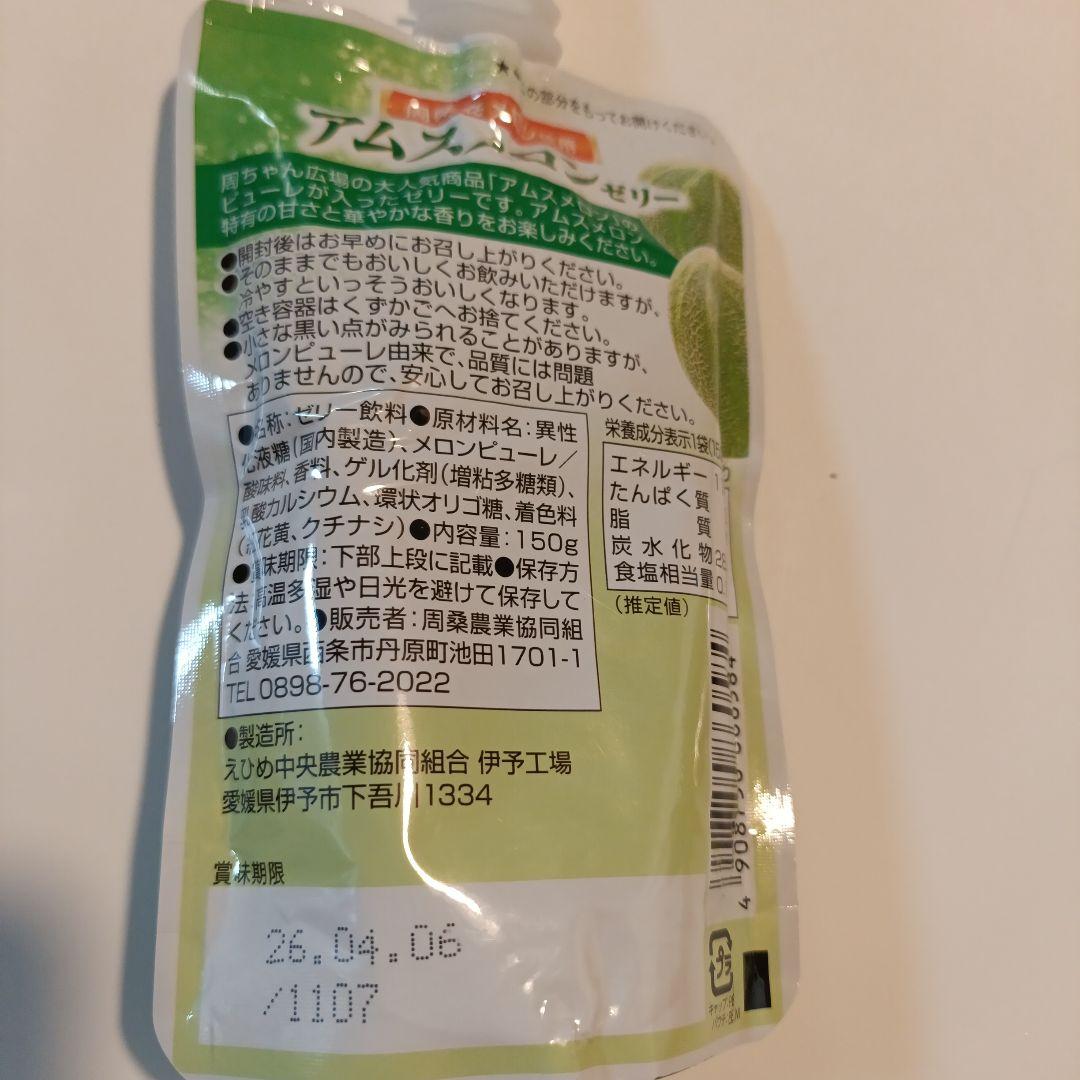 の部分をもってお開けください
アムスメロンゼリー
周ちゃん広場の大人気商品「アムスメロン」の
ピューレが入ったゼリーです。アムスメロン
特有の甘さと華やかな香りをお楽しみください。
●開封後はお早めにお召し上がりください。
●そのままでもおいしくお飲みいただけますが、
冷やすといっそうおいしくなります。
●空き容器はくずかごへお捨てください。
●小さな黒い点がみられることがありますが、
メロンピューレ由来で、品質には問題
ありませんので、安心してお召し上がりください。
●名称:ゼリー飲料●原材料名:異性
化液糖(国内製造)、メロンピューレ/
酸味料、香料、ゲル化剤(増粘多糖類)、
乳酸カルシウム、環状オリゴ糖、着色料
(紅花黄、クチナシ)●内容量:150g
●賞味期限:下部上段に記載●保存方
法:高温多湿や日光を避けて保存して
ください。●販売者:周桑農業協同組
合 愛媛県西条市丹原町池田1701-1
TEL0898-76-2022
栄養成分表示1袋(15
エネルギー 1
たんぱく質
脂質
炭水化物 26
食塩相当量 0.
(推定値)
●製造所:
えひめ中央農業協同組合 伊予工場
愛媛県伊予市下吾川1334
賞味期限
26.04.06
/1107
プラ